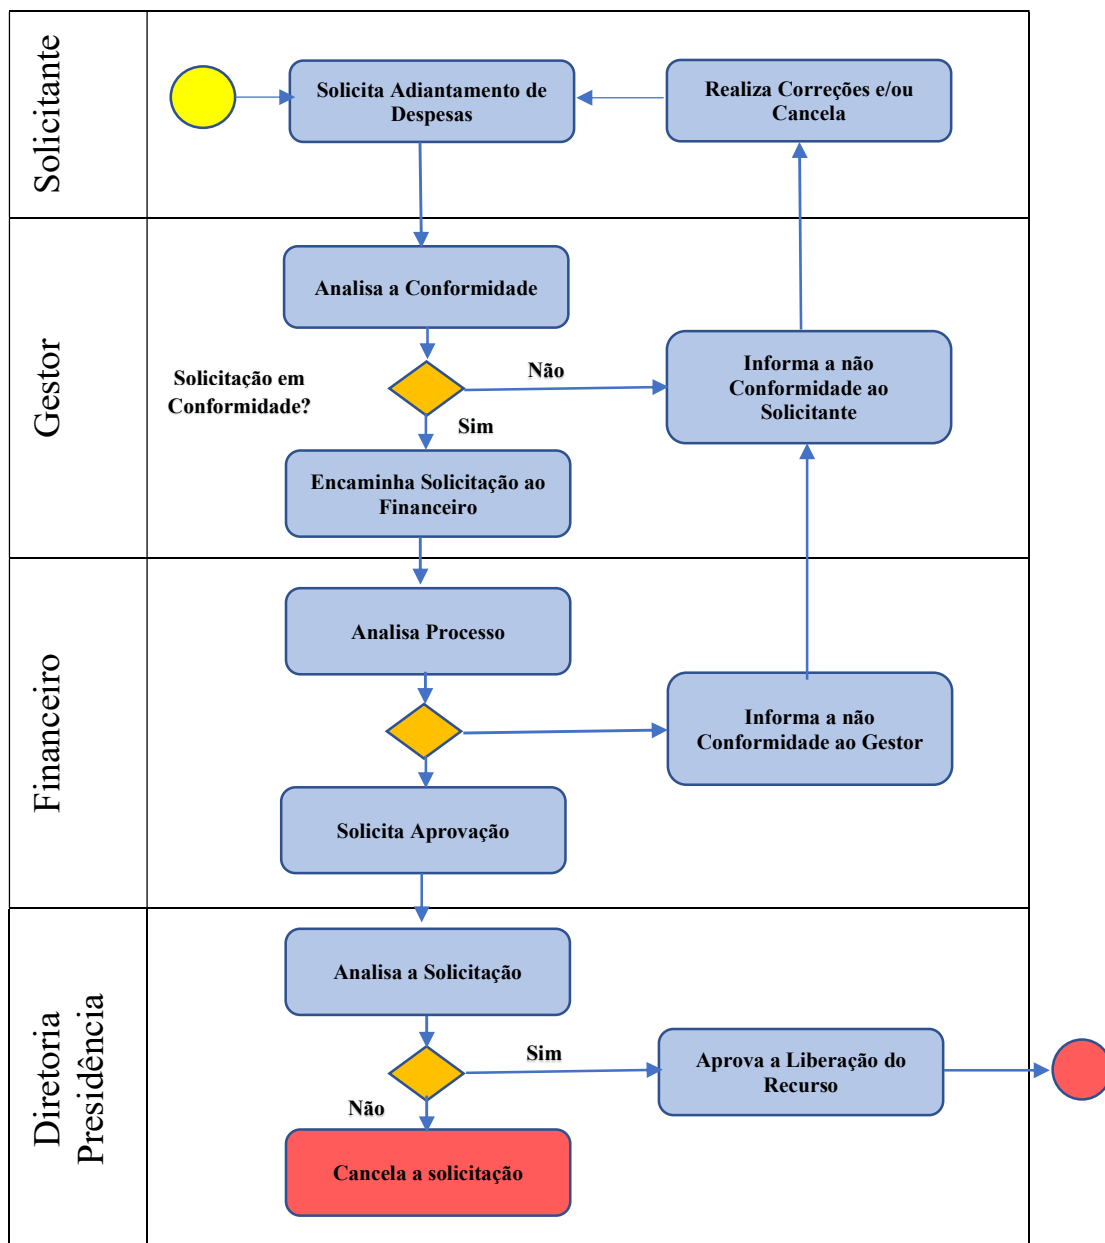 Solicitante
Solicita Adiantamento de
Despesas
Realiza Correções e/ou
Cancela
Gestor
Analisa a Conformidade
Solicitação em
Conformidade?
Não
Sim
Informa a não
Conformidade ao
Solicitante
Encaminha Solicitação ao
Financeiro
Financeiro
Analisa Processo
Informa a não
Conformidade ao Gestor
Solicita Aprovação
Diretoria
Presidência
Analisa a Solicitação
Sim
Não
Aprova a Liberação do
Recurso
Cancela a solicitação